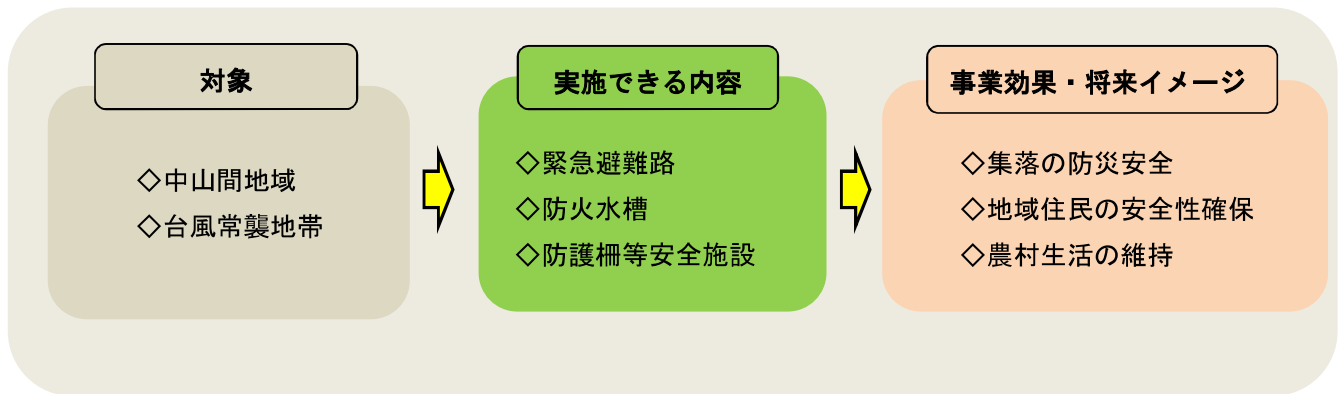 対象
◇中山間地域
◇台風常襲地帯
実施できる内容
◇緊急避難路
◇防火水槽
◇防護柵等安全施設
事業効果・将来イメージ
◇集落の防災安全
◇地域住民の安全性確保
◇農村生活の維持